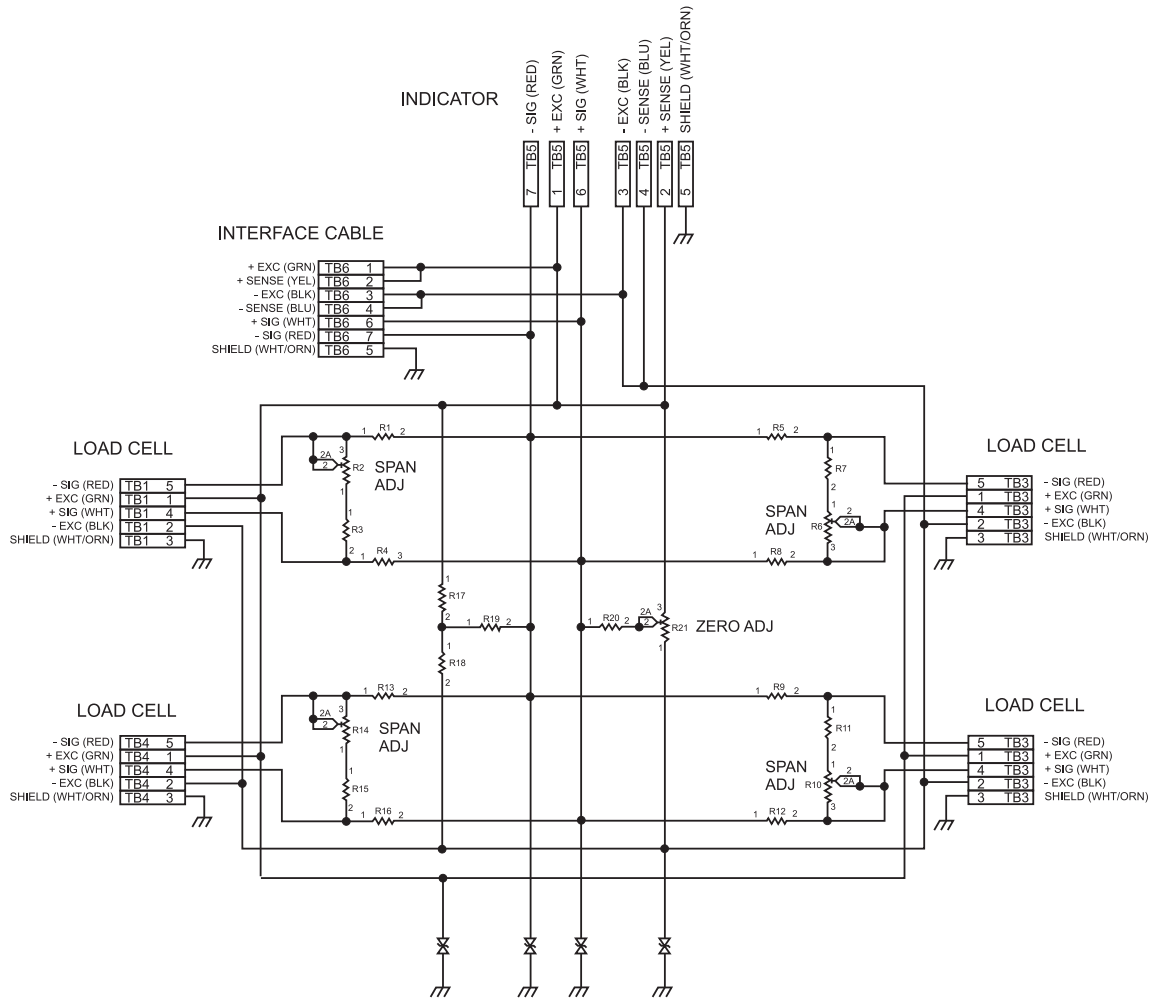 INDICATOR
- SIG (RED)
+ EXC (GRN)
+ SIG (WHT)
- EXC (BLK)
- SENSE (BLU)
+ SENSE (YEL)
SHIELD (WHT/ORN)
7 TB5
1 TB5
6 TB5
3 TB5
4 TB5
2 TB5
5 TB5
INTERFACE CABLE
+ EXC (GRN) TB6 1
+ SENSE (YEL) TB6 2
- EXC (BLK) TB6 3
- SENSE (BLU) TB6 4
+ SIG (WHT) TB6 6
- SIG (RED) TB6 7
SHIELD (WHT/ORN) TB6 5
LOAD CELL
- SIG (RED) TB1 5
+ EXC (GRN) TB1 1
+ SIG (WHT) TB1 4
- EXC (BLK) TB1 2
SHIELD (WHT/ORN) TB1 3
1 R1 2
3
2A
2
R2
1
SPAN
ADJ
1
R3
2
1 R4 3
1 R5 2
1
R7
2
SPAN
ADJ
1
2
2A
R6
3
1 R8 2
LOAD CELL
5 TB3 - SIG (RED)
1 TB3 + EXC (GRN)
4 TB3 + SIG (WHT)
2 TB3 - EXC (BLK)
3 TB3 SHIELD (WHT/ORN)
1
R17
2
1 R19 2
1
R18
2
1 R20 2
2A
2
3
R21
1
ZERO ADJ
LOAD CELL
- SIG (RED) TB4 5
+ EXC (GRN) TB4 1
+ SIG (WHT) TB4 4
- EXC (BLK) TB4 2
SHIELD (WHT/ORN) TB4 3
1 R13 2
3
2A
2
R14
1
SPAN
ADJ
1
R15
2
1 R16 2
1 R9 2
1
R11
2
SPAN
ADJ
1
2
2A
R10
3
1 R12 2
LOAD CELL
5 TB3 - SIG (RED)
1 TB3 + EXC (GRN)
4 TB3 + SIG (WHT)
2 TB3 - EXC (BLK)
3 TB3 SHIELD (WHT/ORN)